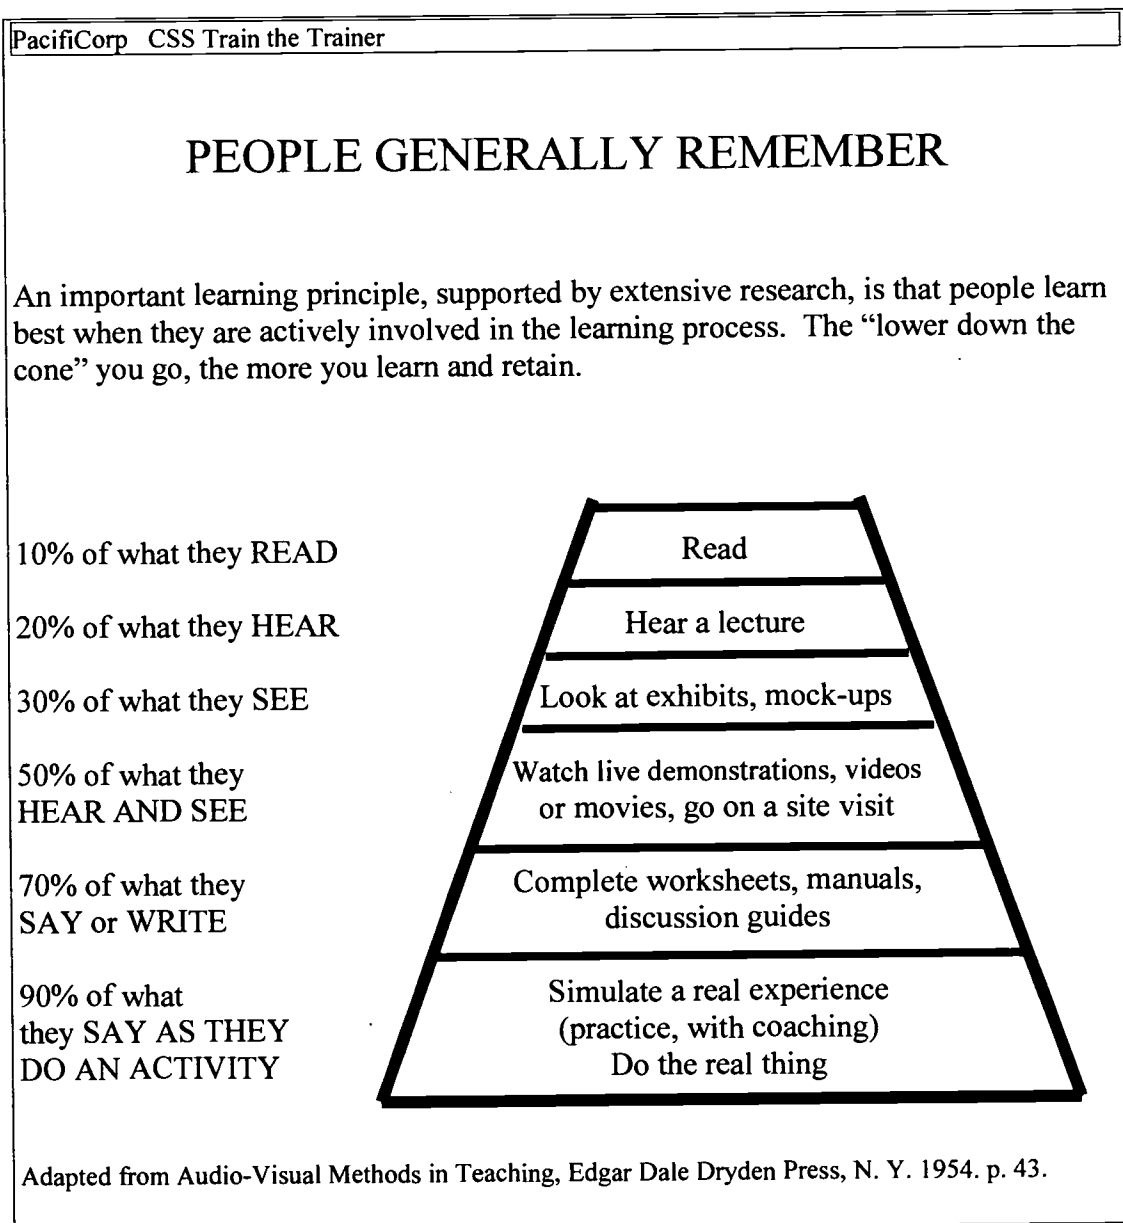 PacifiCorp CSS Train the Trainer
PEOPLE GENERALLY REMEMBER
An important learning principle, supported by extensive research, is that people learn
best when they are actively involved in the learning process. The “lower down the
cone” you go, the more you learn and retain.
10% of what they READ
Read
20% of what they HEAR
Hear a lecture
30% of what they SEE
Look at exhibits, mock-ups
50% of what they
HEAR AND SEE
Watch live demonstrations, videos
or movies, go on a site visit
70% of what they
SAY or WRITE
Complete worksheets, manuals,
discussion guides
90% of what
they SAY AS THEY
DO AN ACTIVITY
Simulate a real experience
(practice, with coaching)
Do the real thing
Adapted from Audio-Visual Methods in Teaching, Edgar Dale Dryden Press, N. Y. 1954. p. 43.